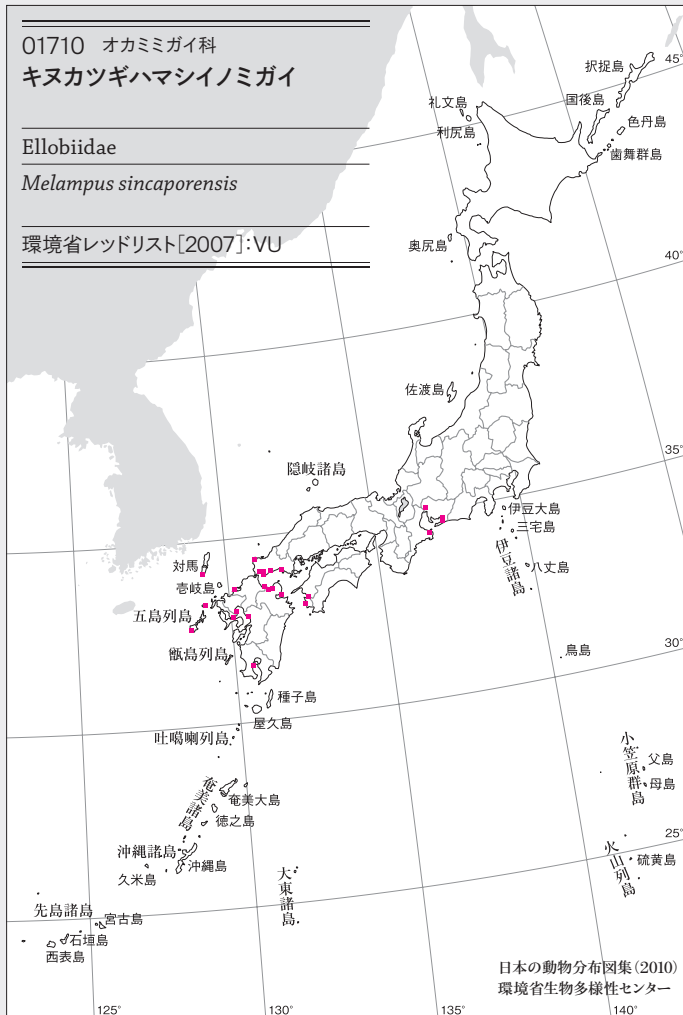 01710 オカミミガイ科
キヌカツギハマシイノミガイ
Ellobiidae
Melampus sincaporensis
環境省レッドリスト[2007]:VU
択捉島
国後島
色丹島
歯舞群島
礼文島
利尻島
奥尻島
佐渡島
隠岐諸島
対馬
壱岐島
五島列島
甑島列島
種子島
屋久島
吐噶喇列島
奄美諸島
奄美大島
徳之島
沖縄諸島
沖縄島
久米島
先島諸島
宮古島
石垣島
西表島
大東諸島
伊豆大島
三宅島
伊豆諸島
八丈島
鳥島
小笠原群島
父島
母島
火山列島
硫黄島
45°
40°
35°
30°
25°
125°
130°
135°
140°
日本の動物分布図集(2010)
環境省生物多様性センター